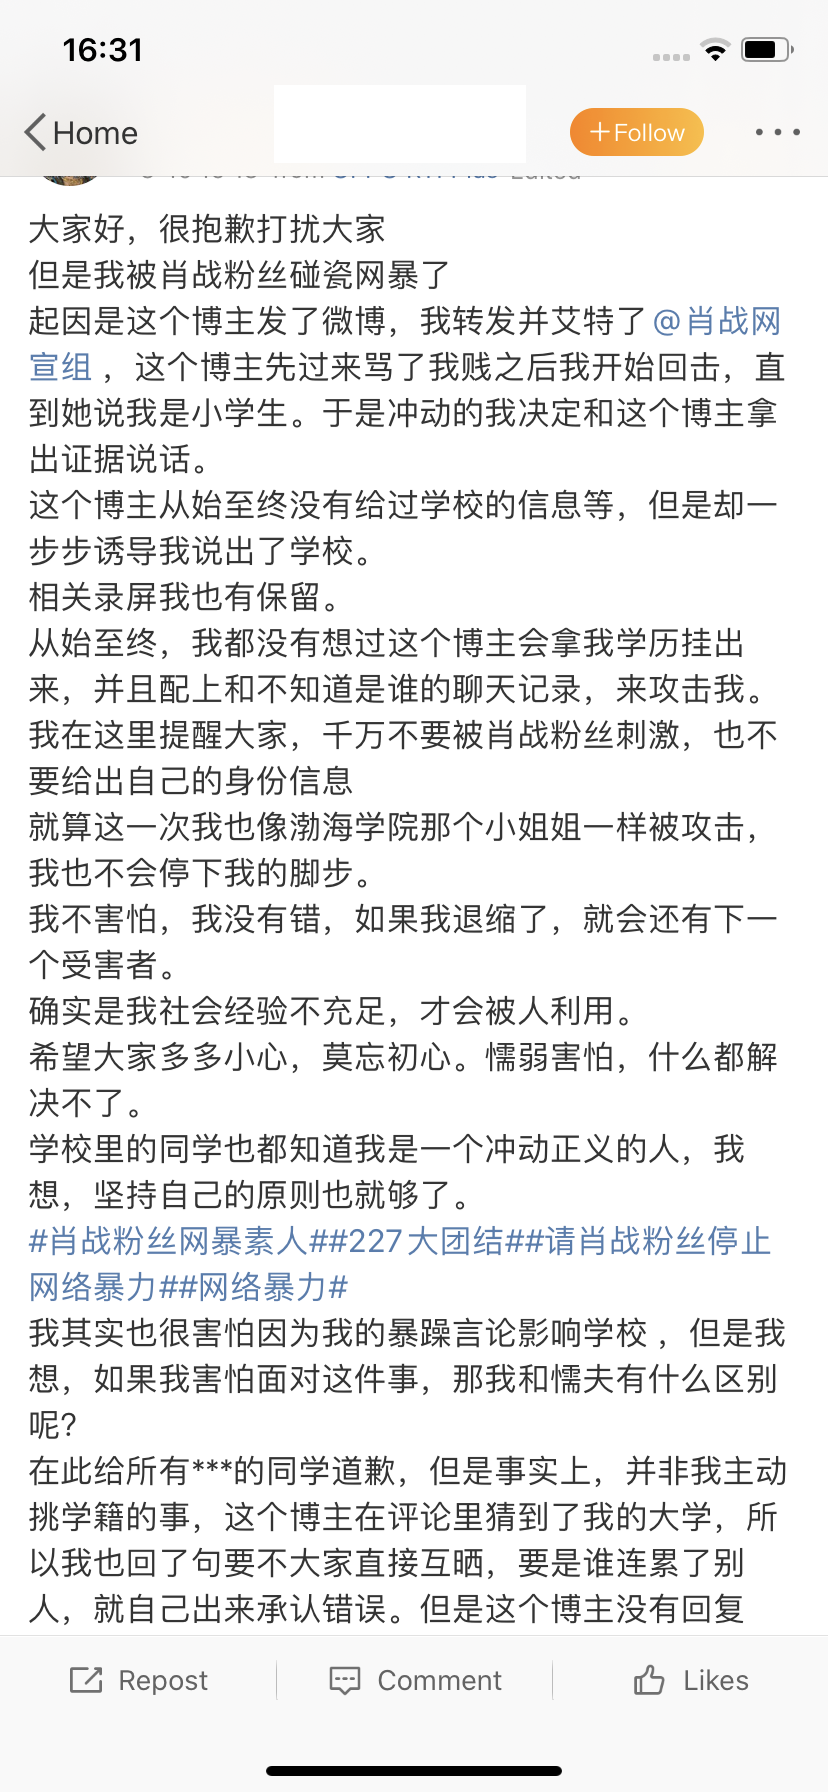 16:31
Home
+Follow
大家好，很抱歉打扰大家
但是我被肖战粉丝碰瓷网暴了
起因是这个博主发了微博，我转发并艾特了@肖战网
宣组 ，这个博主先过来骂了我贱之后我开始回击，直
到她说我是小学生。于是冲动的我决定和这个博主拿
出证据说话。
这个博主从始至终没有给过学校的信息等，但是却一
步步诱导我说出了学校。
相关录屏我也有保留。
从始至终，我都没有想过这个博主会拿我学历挂出
来，并且配上和不知道是谁的聊天记录，来攻击我。
我在这里提醒大家，千万不要被肖战粉丝刺激，也不
要给出自己的身份信息
就算这一次我也像渤海学院那个小姐姐一样被攻击，
我也不会停下我的脚步。
我不害怕，我没有错，如果我退缩了，就会还有下一
个受害者。
确实是我社会经验不充足，才会被人利用。
希望大家多多小心，莫忘初心。懦弱害怕，什么都解
决不了。
学校里的同学也都知道我是一个冲动正义的人，我
想，坚持自己的原则也就够了。
#肖战粉丝网暴素人##227大团结##请肖战粉丝停止
网络暴力##网络暴力#
我其实也很害怕因为我的暴躁言论影响学校 ，但是我
想，如果我害怕面对这件事，那我和懦夫有什么区别
呢?
在此给所有***的同学道歉，但是事实上，并非我主动
挑学籍的事，这个博主在评论里猜到了我的大学，所
以我也回了句要不大家直接互晒，要是谁连累了别
人，就自己出来承认错误。但是这个博主没有回复
Repost
Comment
Likes